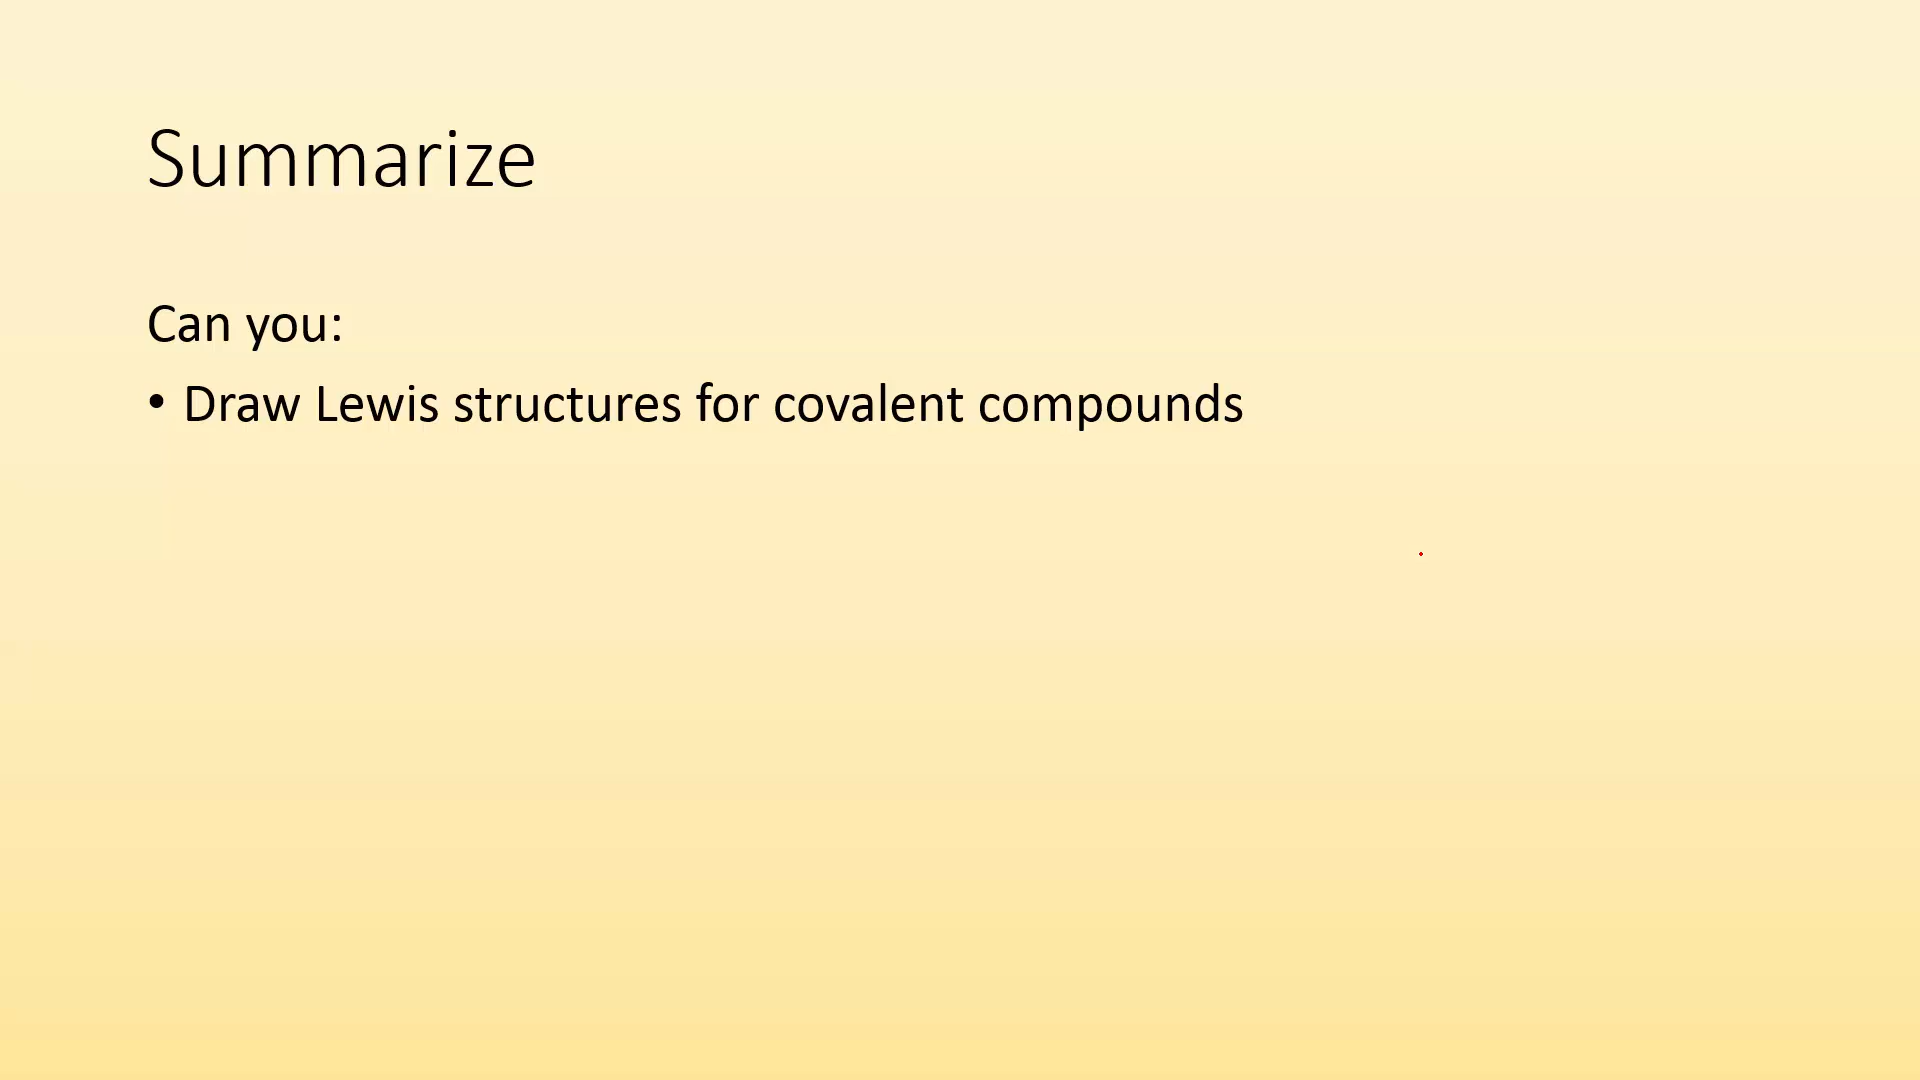 Summarize
Can you:
• Draw Lewis structures for covalent compounds